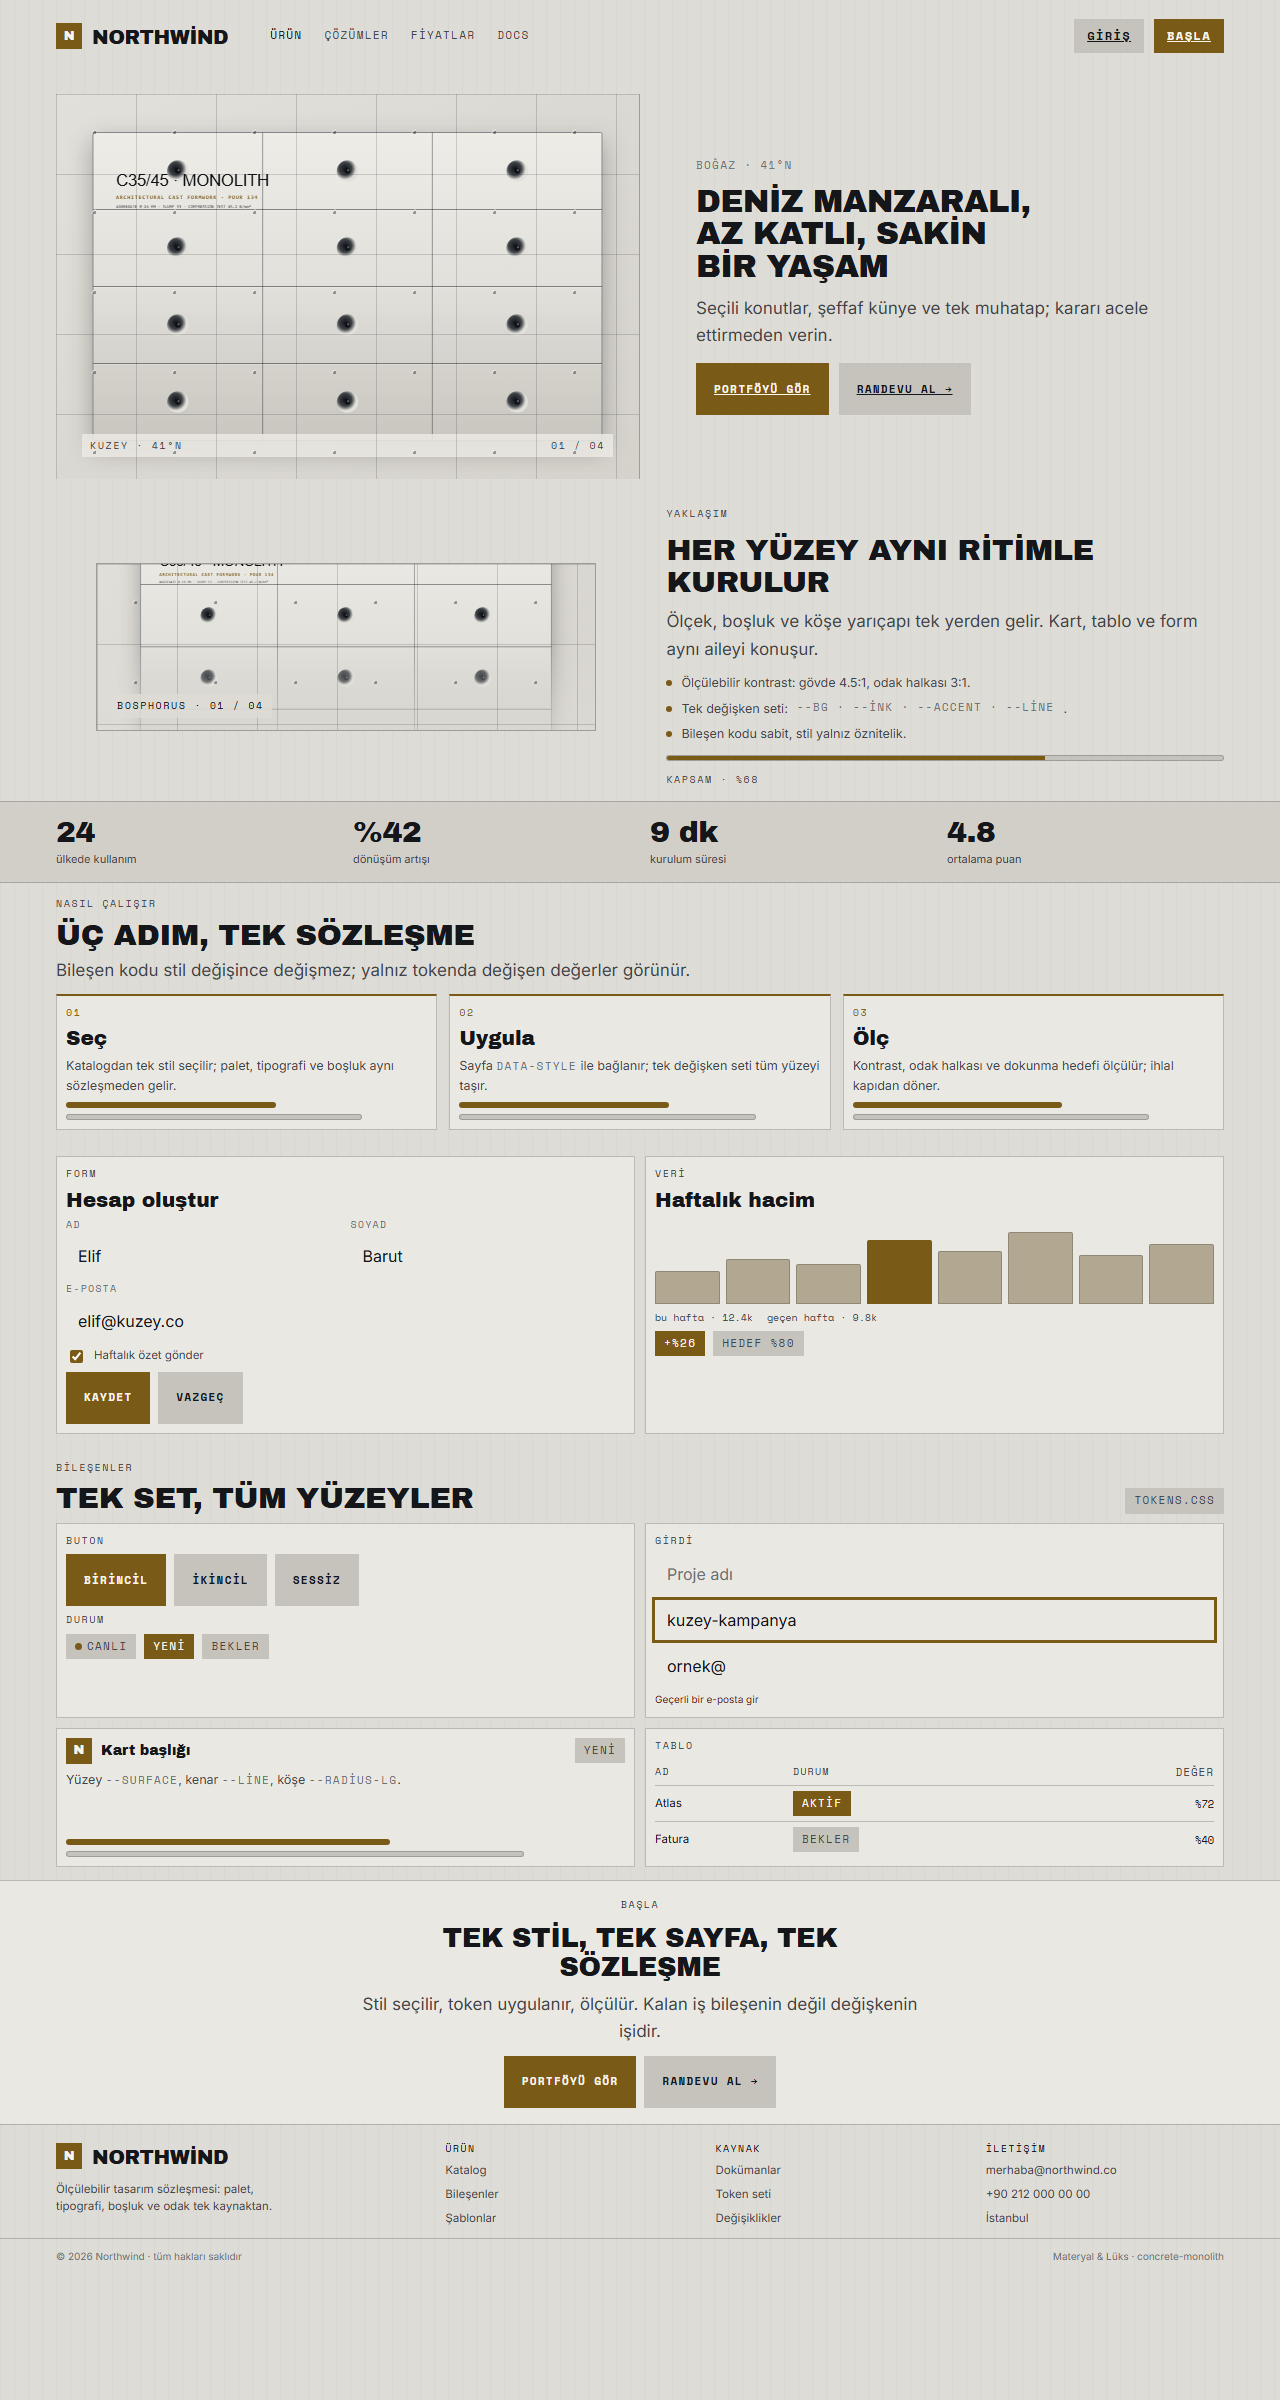 N NORTHWİND ÜRÜN ÇÖZÜMLER FİYATLAR DOCS GİRİŞ BAŞLA
C35/45 · MONOLITH
ARCHITECTURAL CAST FORMWORK · POUR 134
KUZEY · 41°N 01 / 04
BOĞAZ · 41°N
DENİZ MANZARALI,
AZ KATLI, SAKİN
BİR YAŞAM
Seçili konutlar, şeffaf künye ve tek muhatap; kararı acele
ettirmeden verin.
PORTFÖYÜ GÖR RANDEVU AL →
ARCHITECTURAL CAST FORMWORK · POUR 134
BOSPHORUS · 01 / 04
YAKLAŞIM
HER YÜZEY AYNI RİTİMLE
KURULUR
Ölçek, boşluk ve köşe yarıçapı tek yerden gelir. Kart, tablo ve form
aynı aileyi konuşur.
Ölçülebilir kontrast: gövde 4.5:1, odak halkası 3:1.
Tek değişken seti: --BG · --İNK · --ACCENT · --LİNE .
Bileşen kodu sabit, stil yalnız öznitelik.
KAPSAM · %68
24 %42 9 dk 4.8
ülkede kullanım dönüşüm artışı kurulum süresi ortalama puan
NASIL ÇALIŞIR
ÜÇ ADIM, TEK SÖZLEŞME
Bileşen kodu stil değişince değişmez; yalnız tokenda değişen değerler görünür.
01
Seç
Katalogdan tek stil seçilir; palet, tipografi ve boşluk aynı
sözleşmeden gelir.
02
Uygula
Sayfa DATA-STYLE ile bağlanır; tek değişken seti tüm yüzeyi
taşır.
03
Ölç
Kontrast, odak halkası ve dokunma hedefi ölçülür; ihlal
kapıdan döner.
FORM
Hesap oluştur
AD SOYAD
Elif Barut
E-POSTA
elif@kuzey.co
Haftalık özet gönder
KAYDET VAZGEÇ
VERİ
Haftalık hacim
bu hafta · 12.4k geçen hafta · 9.8k
+%26 HEDEF %80
BİLEŞENLER
TEK SET, TÜM YÜZEYLER
TOKENS.CSS
BUTON
BİRİNCİL İKİNCİL SESSİZ
DURUM
CANLI YENİ BEKLER
GİRDİ
Proje adı
kuzey-kampanya
ornek@
Geçerli bir e-posta gir
N Kart başlığı YENİ
Yüzey --SURFACE, kenar --LİNE, köşe --RADİUS-LG.
TABLO
AD DURUM DEĞER
Atlas AKTİF %72
Fatura BEKLER %40
BAŞLA
TEK STİL, TEK SAYFA, TEK
SÖZLEŞME
Stil seçilir, token uygulanır, ölçülür. Kalan iş bileşenin değil değişkenin
işidir.
PORTFÖYÜ GÖR RANDEVU AL →
N NORTHWİND
Ölçülebilir tasarım sözleşmesi: palet,
tipografi, boşluk ve odak tek kaynaktan.
ÜRÜN
Katalog
Bileşenler
Şablonlar
KAYNAK
Dokümanlar
Token seti
Değişiklikler
İLETİŞİM
merhaba@northwind.co
+90 212 000 00 00
İstanbul
© 2026 Northwind · tüm hakları saklıdır Materyal & Lüks · concrete-monolith